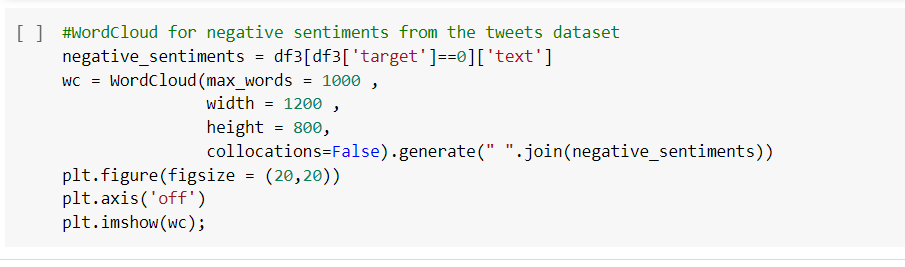 [ ] #WordCloud for negative sentiments from the tweets dataset
negative_sentiments = df3[df3['target']==0]['text']
wc = WordCloud(max_words = 1000 ,
               width = 1200 ,
               height = 800,
               collocations=False).generate(" ".join(negative_sentiments))
plt.figure(figsize = (20,20))
plt.axis('off')
plt.imshow(wc);